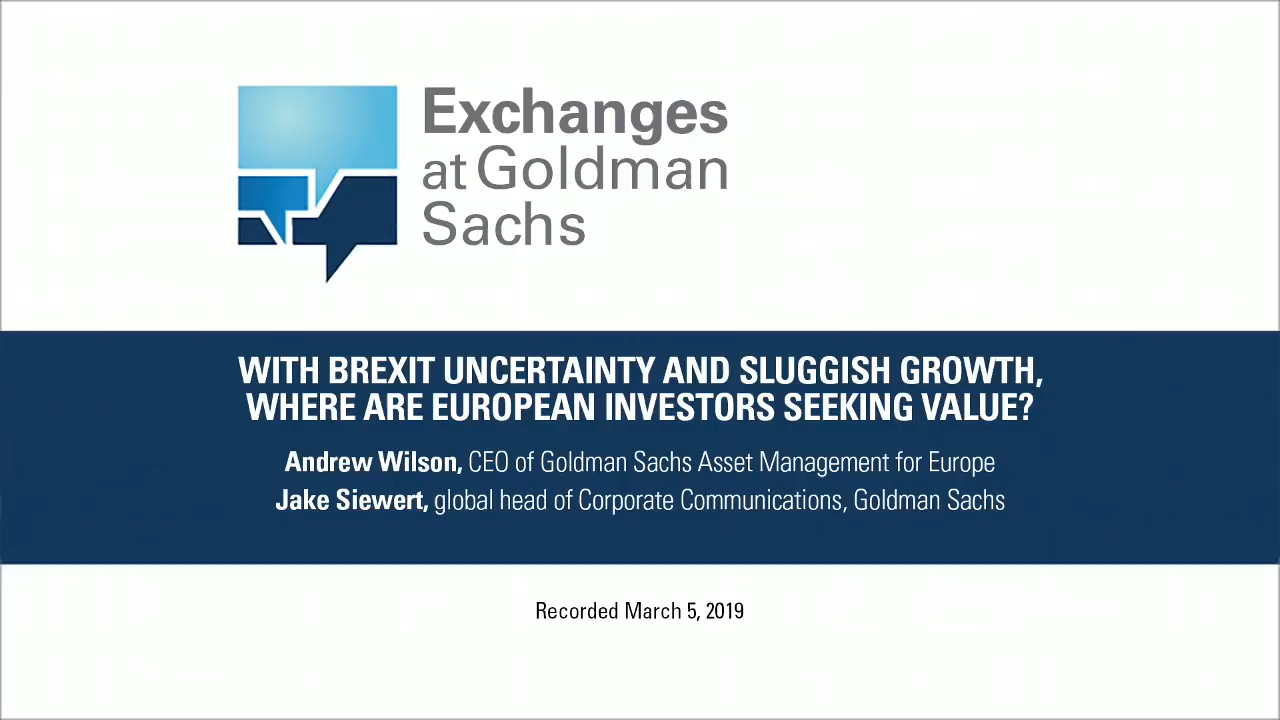 Exchanges
at Goldman
Sachs
WITH BREXIT UNCERTAINTY AND SLUGGISH GROWTH,
WHERE ARE EUROPEAN INVESTORS SEEKING VALUE?
Andrew Wilson, CEO of Goldman Sachs Asset Management for Europe
Jake Siewert, global head of Corporate Communications, Goldman Sachs
Recorded March 5, 2019